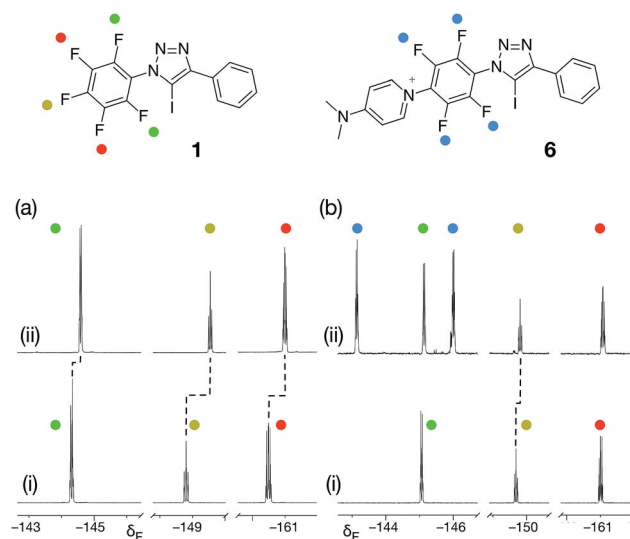 F
N=N
F
F
N
F
F
I
1
F
F
N=N
N
+
N
F
F
I
N
6
(a)
(b)
(ii)
(ii)
(i)
(i)
−143 −145 −149 −161 −144 −146 −150 −161
δF δF